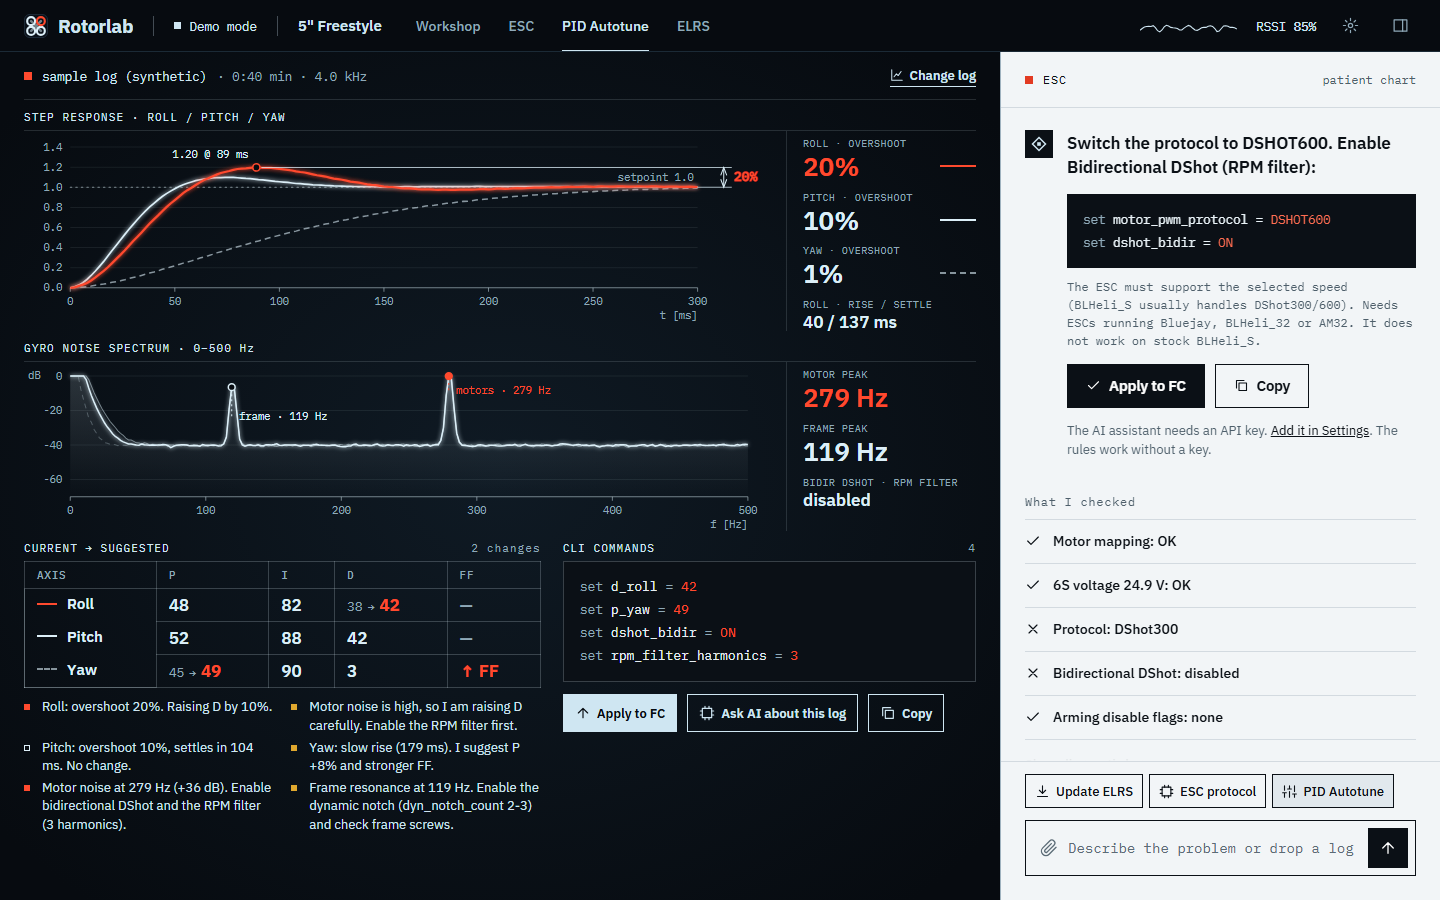 Rotorlab
Demo mode
5" Freestyle
Workshop
ESC
PID Autotune
ELRS
RSSI 85%
sample log (synthetic) · 0:40 min · 4.0 kHz
Change log
STEP RESPONSE · ROLL / PITCH / YAW
1.4
1.2
1.0
0.8
0.6
0.4
0.2
0.0
1.20 @ 89 ms
setpoint 1.0
20%
0
50
100
150
200
250
300
t [ms]
ROLL · OVERSHOOT
20%
PITCH · OVERSHOOT
10%
YAW · OVERSHOOT
1%
ROLL · RISE / SETTLE
40 / 137 ms
GYRO NOISE SPECTRUM · 0–500 Hz
dB
0
-20
-40
-60
frame · 119 Hz
motors · 279 Hz
0
100
200
300
400
500
f [Hz]
MOTOR PEAK
279 Hz
FRAME PEAK
119 Hz
BIDIR DSHOT · RPM FILTER
disabled
CURRENT → SUGGESTED
2 changes
AXIS P I D FF
Roll 48 82 38 → 42 —
Pitch 52 88 42 —
Yaw 45 → 49 90 3 ↑ FF
Roll: overshoot 20%. Raising D by 10%.
Motor noise is high, so I am raising D
carefully. Enable the RPM filter first.
Pitch: overshoot 10%, settles in 104
ms. No change.
Yaw: slow rise (179 ms). I suggest P
+8% and stronger FF.
Motor noise at 279 Hz (+36 dB). Enable
bidirectional DShot and the RPM filter
(3 harmonics).
Frame resonance at 119 Hz. Enable the
dynamic notch (dyn_notch_count 2-3)
and check frame screws.
CLI COMMANDS
4
set d_roll = 42
set p_yaw = 49
set dshot_bidir = ON
set rpm_filter_harmonics = 3
Apply to FC
Ask AI about this log
Copy
ESC
patient chart
Switch the protocol to DSHOT600. Enable
Bidirectional DShot (RPM filter):
set motor_pwm_protocol = DSHOT600
set dshot_bidir = ON
The ESC must support the selected speed
(BLHeli_S usually handles DShot300/600). Needs
ESCs running Bluejay, BLHeli_32 or AM32. It does
not work on stock BLHeli_S.
Apply to FC
Copy
The AI assistant needs an API key. Add it in Settings. The
rules work without a key.
What I checked
Motor mapping: OK
6S voltage 24.9 V: OK
Protocol: DShot300
Bidirectional DShot: disabled
Arming disable flags: none
Update ELRS
ESC protocol
PID Autotune
Describe the problem or drop a log